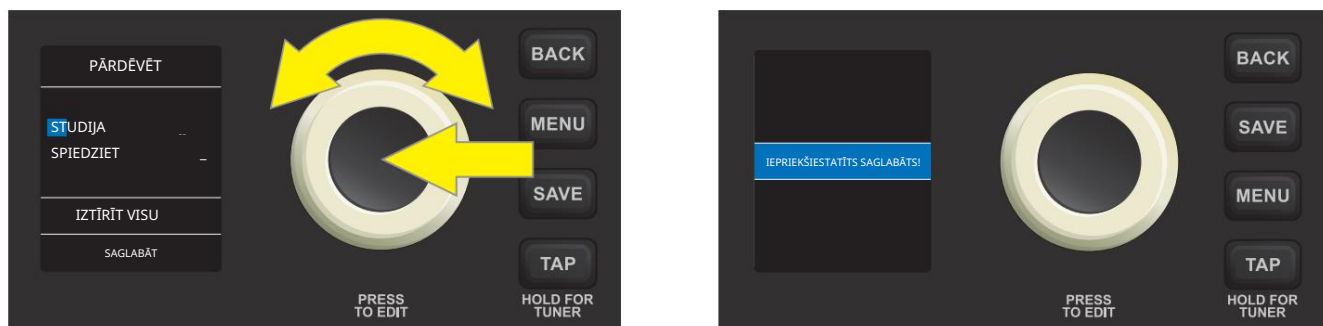 PĀRDĒVĒT
STUDIJA __
SPIEDZIET _
IZTĪRĪT VISU
SAGLABĀT
BACK
MENU
SAVE
TAP
PRESS
TO EDIT
HOLD FOR
TUNER
IEPRIEKŠIESTATĪTS SAGLABĀTS!
BACK
SAVE
MENU
TAP
PRESS
TO EDIT
HOLD FOR
TUNER